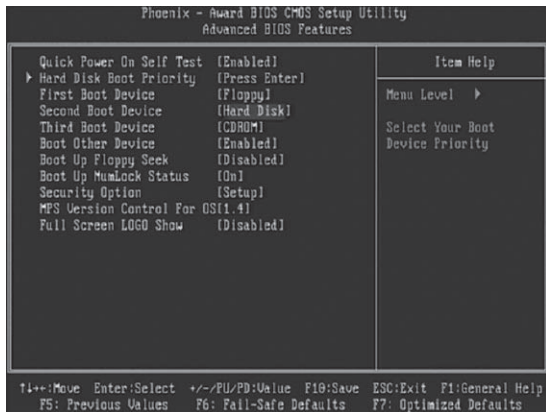 Phoenix - Award BIOS CMOS Setup Utility
Advanced BIOS Features
Quick Power On Self Test [Enabled]
Hard Disk Boot Priority [Press Enter]
First Boot Device [Floppy]
Second Boot Device [Hard Disk]
Third Boot Device [CDROM]
Boot Other Device [Enabled]
Boot Up Floppy Seek [Disabled]
Boot Up NumLock Status [On]
Security Option [Setup]
MPS Version Control For OS[1.4]
Full Screen LOGO Show [Disabled]
Item Help
Menu Level ▶
Select Your Boot
Device Priority
↑↓→←:Move Enter:Select +/-/PU/PD:Value F10:Save ESC:Exit F1:General Help
F5: Previous Values F6: Fail-Safe Defaults F7: Optimized Defaults